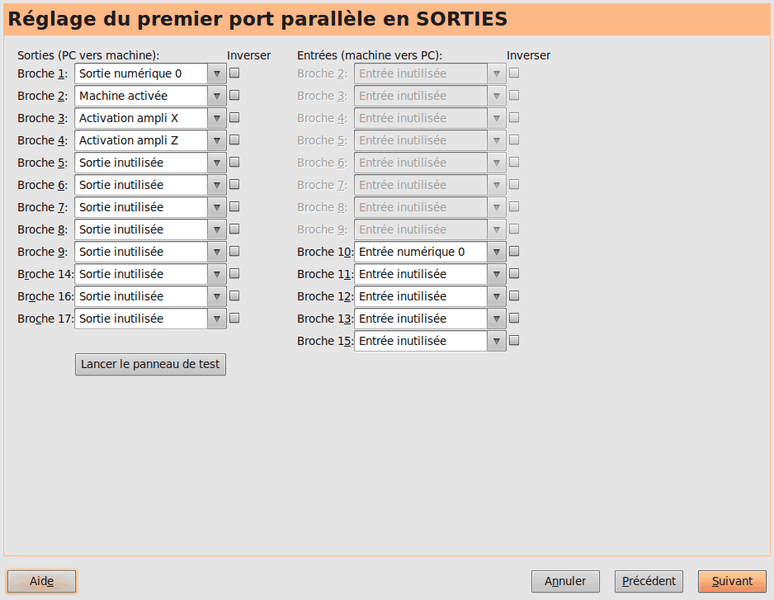 Réglage du premier port parallèle en SORTIES
Sorties (PC vers machine): Inverser Entrées (machine vers PC): Inverser
Broche 1: Sortie numérique 0 Broche 2: Entrée inutilisée
Broche 2: Machine activée Broche 3: Entrée inutilisée
Broche 3: Activation ampli X Broche 4: Entrée inutilisée
Broche 4: Activation ampli Z Broche 5: Entrée inutilisée
Broche 5: Sortie inutilisée Broche 6: Entrée inutilisée
Broche 6: Sortie inutilisée Broche 7: Entrée inutilisée
Broche 7: Sortie inutilisée Broche 8: Entrée inutilisée
Broche 8: Sortie inutilisée Broche 9: Entrée inutilisée
Broche 9: Sortie inutilisée Broche 10: Entrée numérique 0
Broche 14: Sortie inutilisée Broche 11: Entrée inutilisée
Broche 16: Sortie inutilisée Broche 12: Entrée inutilisée
Broche 17: Sortie inutilisée Broche 13: Entrée inutilisée
Broche 15: Entrée inutilisée
Lancer le panneau de test
Aide Annuler Précédent Suivant